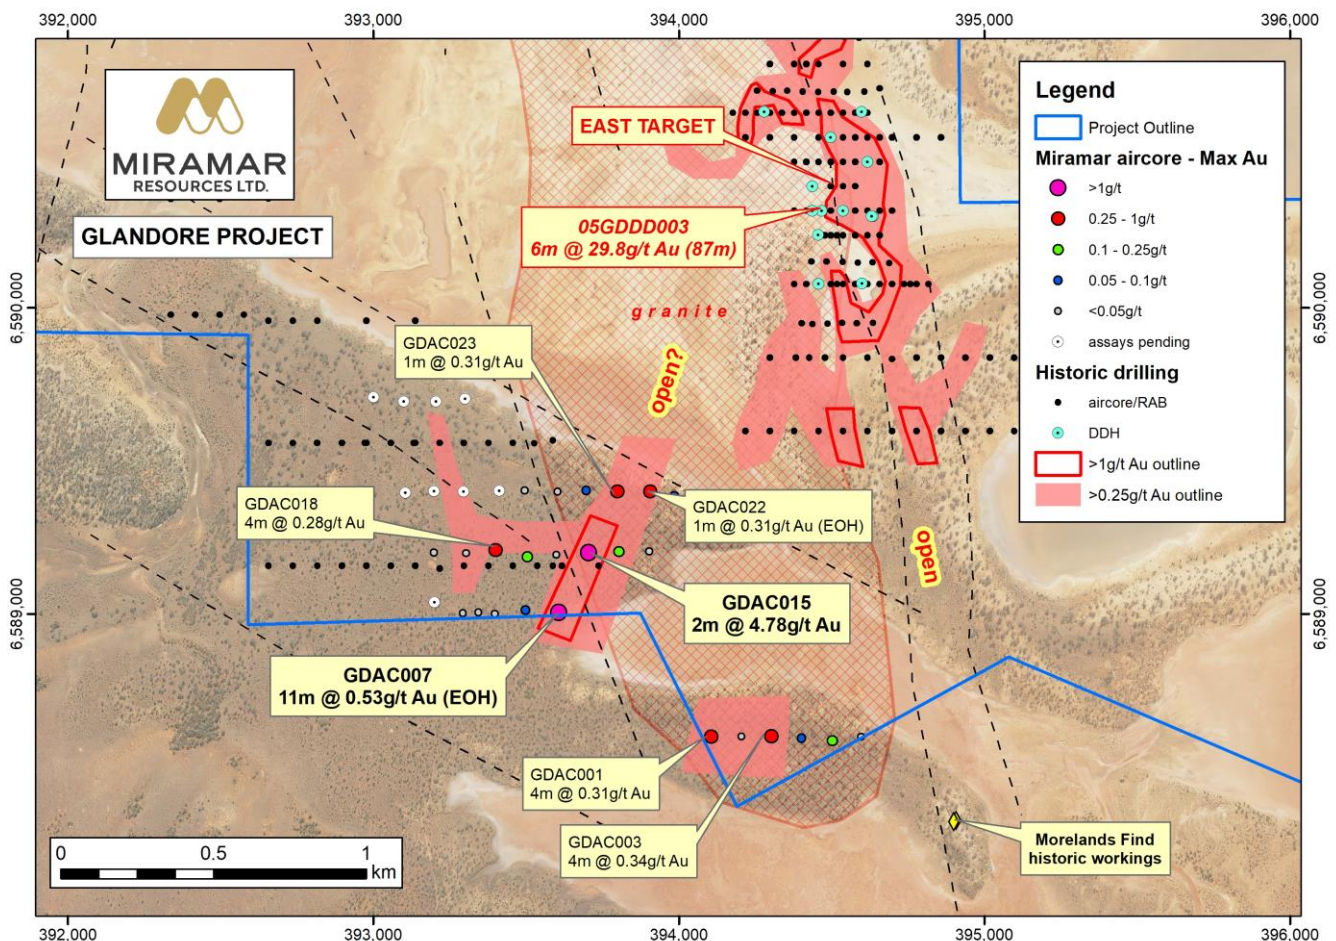 392,000
393,000
394,000
395,000
396,000
MIRAMAR
RESOURCES LTD.
GLANDORE PROJECT
EAST TARGET
05GDDD003
6m @ 29.8g/t Au (87m)
granite
open?
open
GDAC023
1m @ 0.31g/t Au
GDAC018
4m @ 0.28g/t Au
GDAC022
1m @ 0.31g/t Au (EOH)
GDAC015
2m @ 4.78g/t Au
GDAC007
11m @ 0.53g/t Au (EOH)
GDAC001
4m @ 0.31g/t Au
GDAC003
4m @ 0.34g/t Au
Morelands Find
historic workings
Legend
Project Outline
Miramar aircore - Max Au
>1g/t
0.25 - 1g/t
0.1 - 0.25g/t
0.05 - 0.1g/t
<0.05g/t
assays pending
Historic drilling
aircore/RAB
DDH
>1g/t Au outline
>0.25g/t Au outline
6,590,000
6,590,000
6,589,000
6,589,000
0
0.5
1
km
392,000
393,000
394,000
395,000
396,000